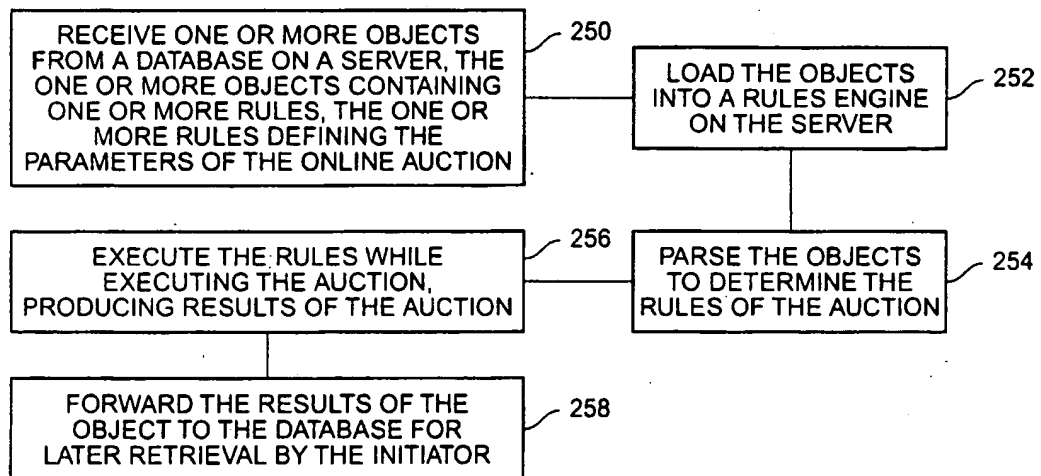 RECEIVE ONE OR MORE OBJECTS
FROM A DATABASE ON A SERVER, THE
ONE OR MORE OBJECTS CONTAINING
ONE OR MORE RULES, THE ONE OR
MORE RULES DEFINING THE
PARAMETERS OF THE ONLINE AUCTION
250
LOAD THE OBJECTS
INTO A RULES ENGINE
ON THE SERVER
252
PARSE THE OBJECTS
TO DETERMINE THE
RULES OF THE AUCTION
254
EXECUTE THE RULES WHILE
EXECUTING THE AUCTION,
PRODUCING RESULTS OF THE AUCTION
256
FORWARD THE RESULTS OF THE
OBJECT TO THE DATABASE FOR
LATER RETRIEVAL BY THE INITIATOR
258